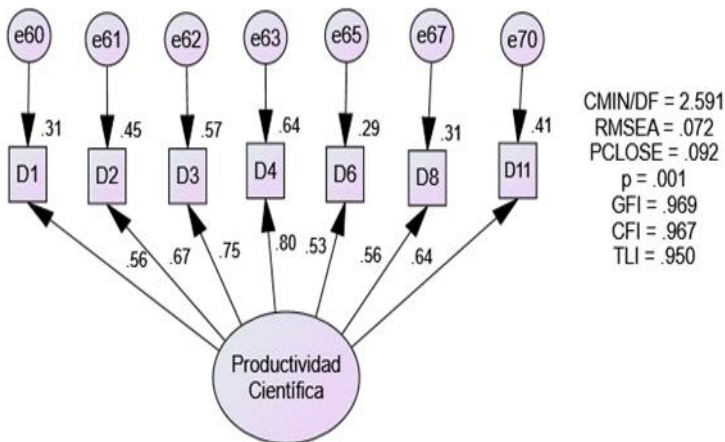 e60 e61 e62 e63 e65 e67 e70
.31 .45 .57 .64 .29 .31 .41
D1 D2 D3 D4 D6 D8 D11
.56 .67 .75 .80 .53 .56 .64
Productividad
Científica
CMIN/DF = 2.591
RMSEA = .072
PCLOSE = .092
p = .001
GFI = .969
CFI = .967
TLI = .950